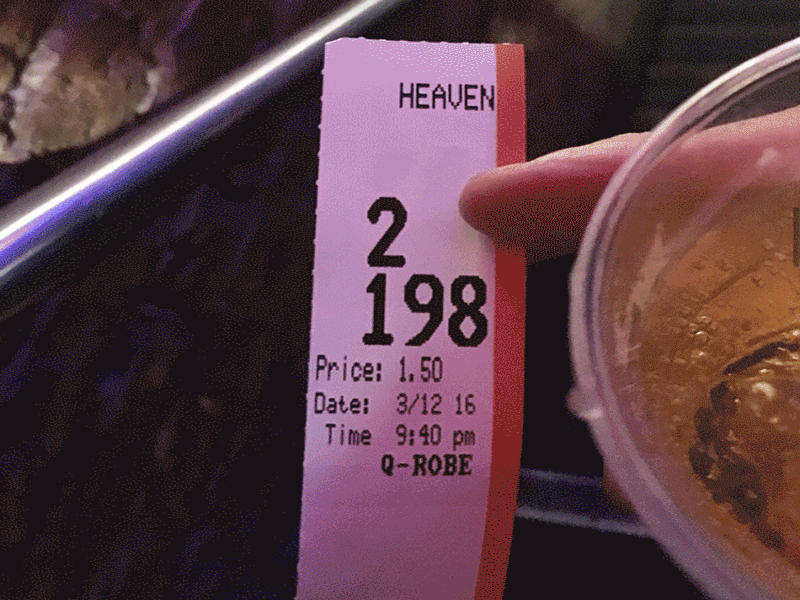 HEAVEN
2
198
Price: 1.50
Date: 3/12 16
Time 9:40 pm
Q-ROBE